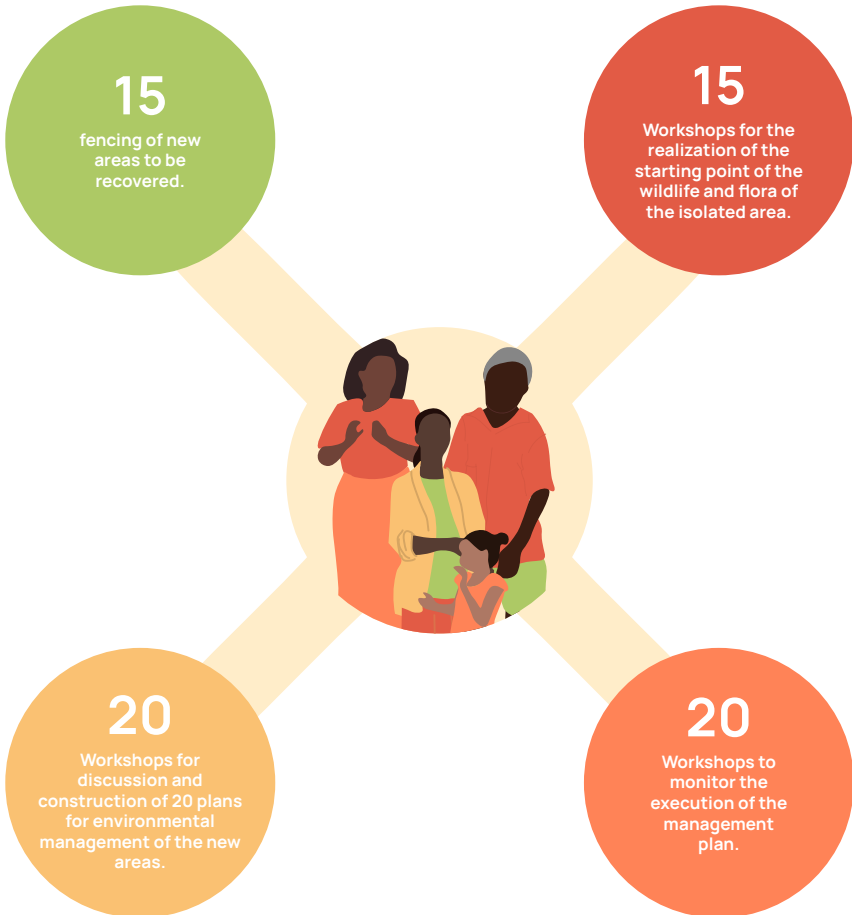 15
fencing of new
areas to be
recovered.
15
Workshops for the
realization of the
starting point of the
wildlife and flora of
the isolated area.
20
Workshops for
discussion and
construction of 20 plans
for environmental
management of the new
areas.
20
Workshops to
monitor the
execution of the
management
plan.